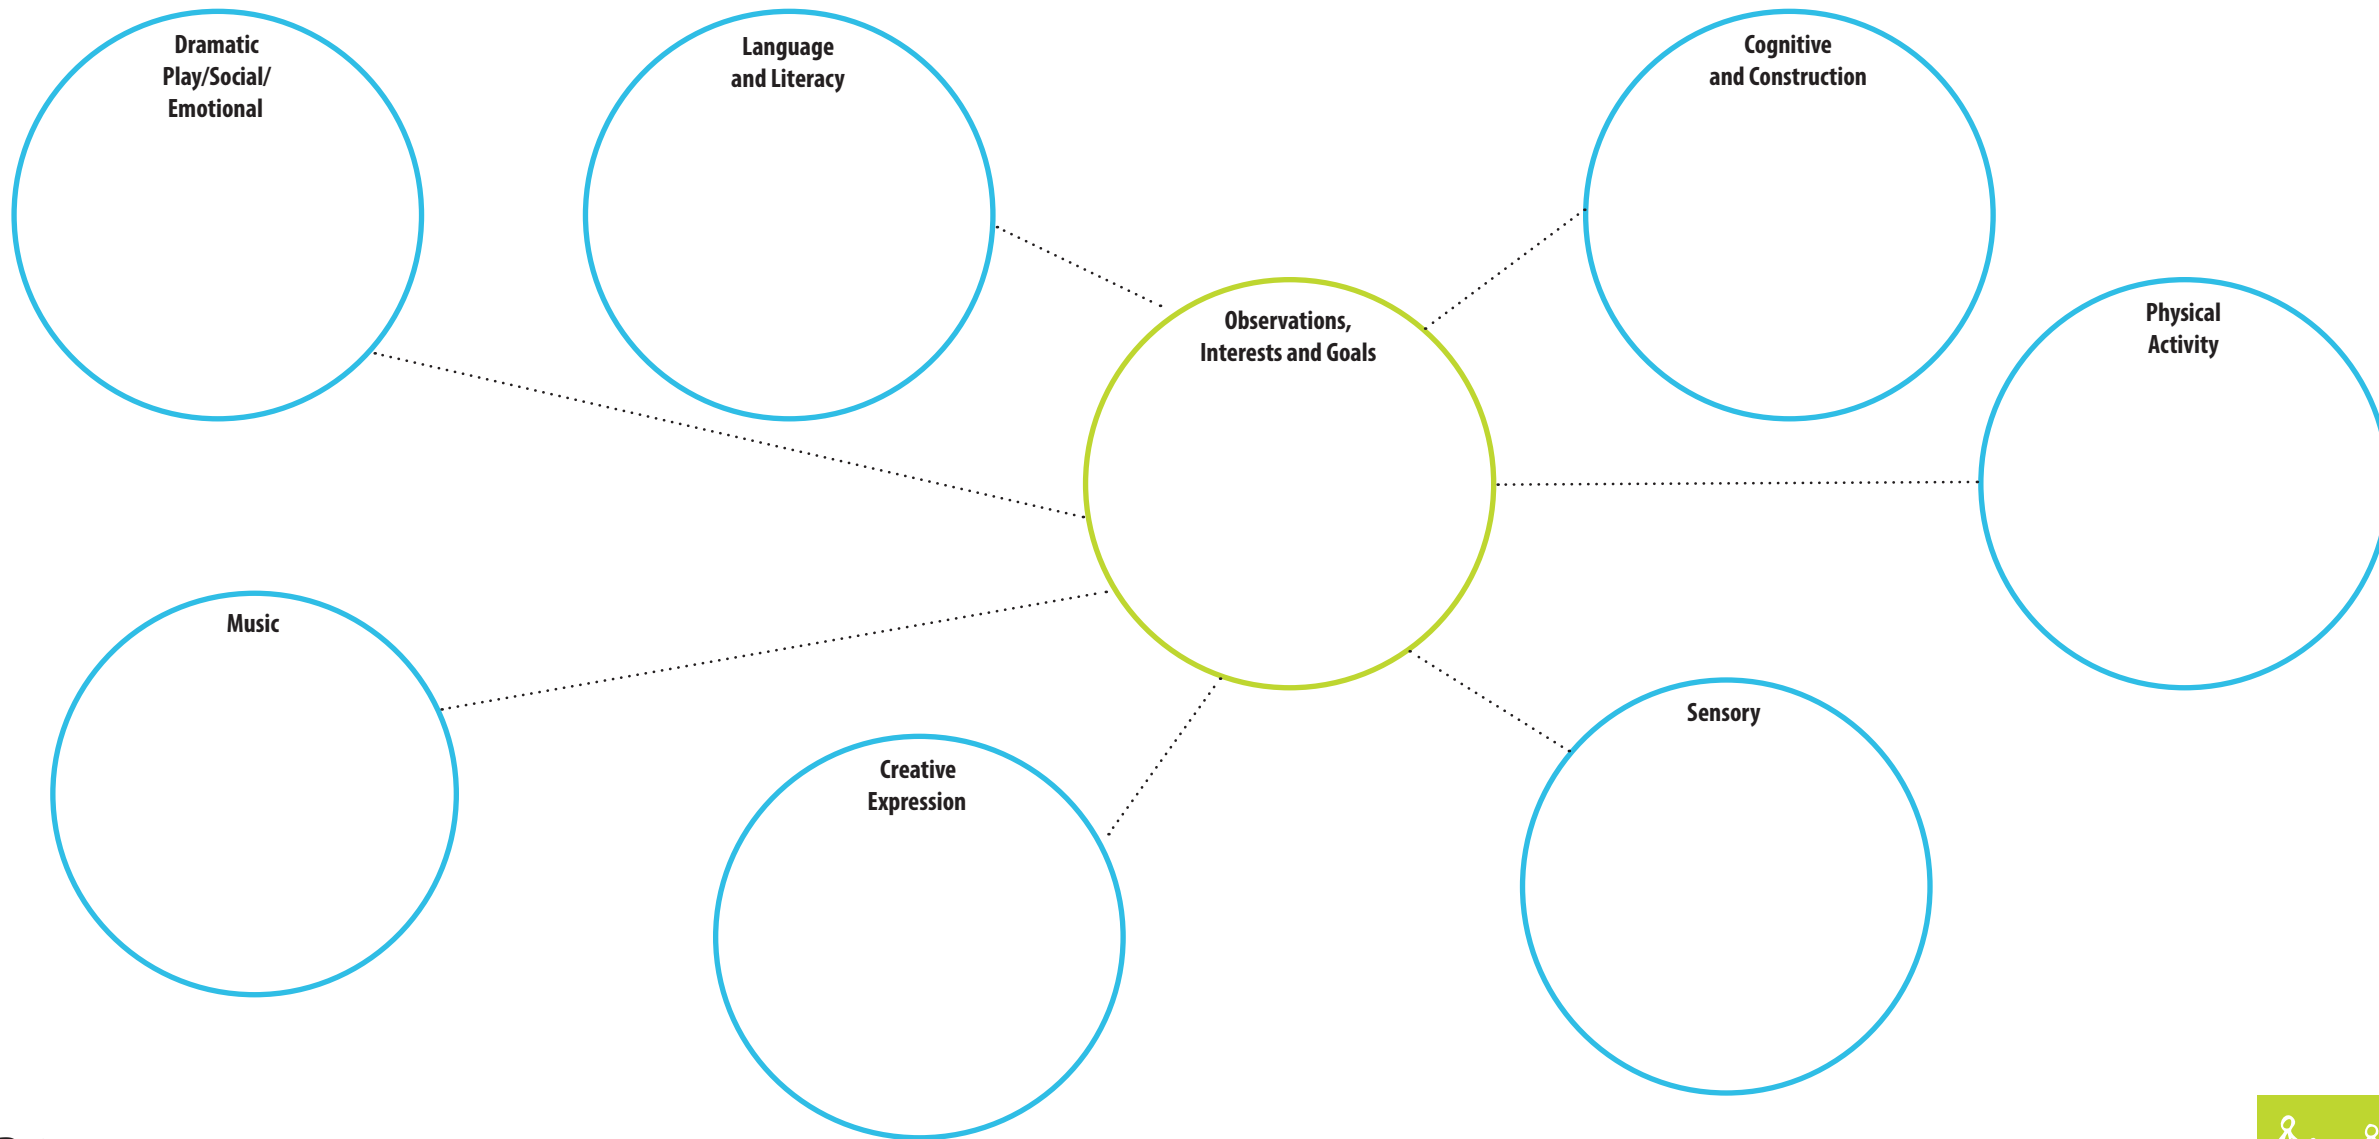 Dramatic
Play/Social/
Emotional
Language
and Literacy
Cognitive
and Construction
Observations,
Interests and Goals
Physical
Activity
Music
Creative
Expression
Sensory